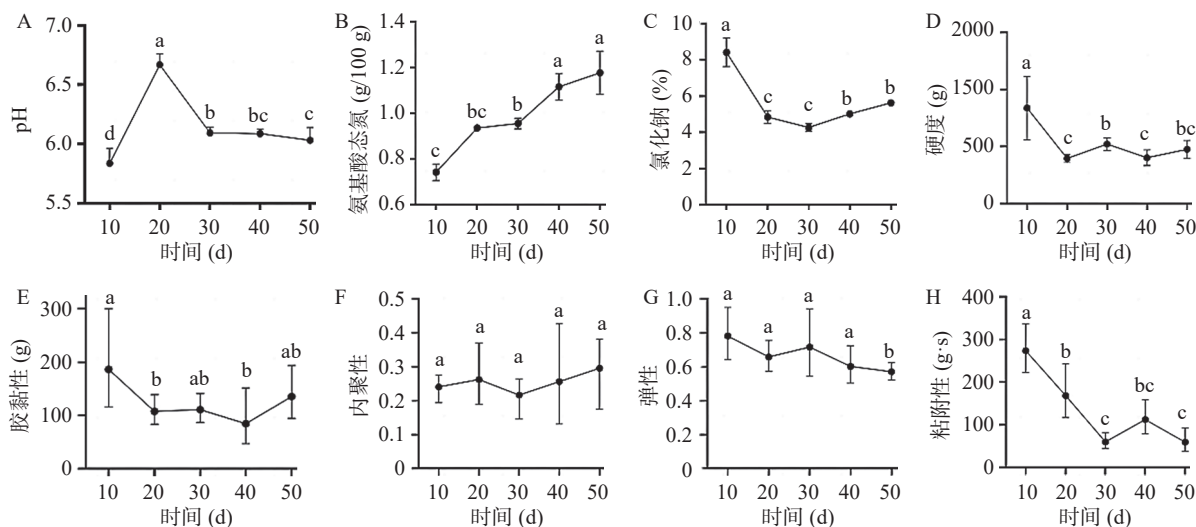 A
7.0
6.5
6.0
5.5
pH
d
a
b
bc
c
10 20 30 40 50
时间 (d)
B
1.4
1.2
1.0
0.8
0.6
氨基酸态氮 (g/100 g)
c
bc
b
a
a
10 20 30 40 50
时间 (d)
C
10
8
6
4
2
0
氯化钠 (%)
a
c
c
b
b
10 20 30 40 50
时间 (d)
D
2000
1500
500
0
硬度 (g)
a
c
b
c
bc
10 20 30 40 50
时间 (d)
E
300
200
100
0
胶黏性 (g)
a
b
ab
b
ab
10 20 30 40 50
时间 (d)
F
0.5
0.4
0.3
0.2
0.1
0
内聚性
a
a
a
a
a
10 20 30 40 50
时间 (d)
G
1.0
0.8
0.6
0.4
0.2
0
弹性
a
a
a
a
b
10 20 30 40 50
时间 (d)
H
400
300
200
100
0
粘附性 (g·s)
a
b
c
bc
c
10 20 30 40 50
时间 (d)